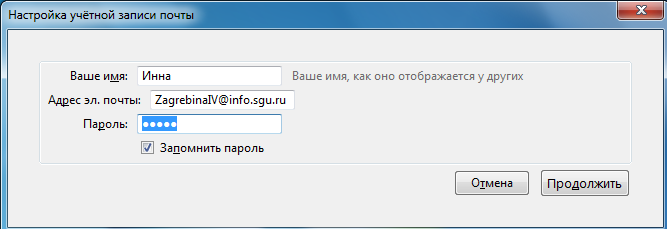 Настройка учётной записи почты
Ваше имя: Инна Ваше имя, как оно отображается у других
Адрес эл. почты: ZagrebinaIV@info.sgu.ru
Пароль: •••••
Запомнить пароль
Отмена Продолжить